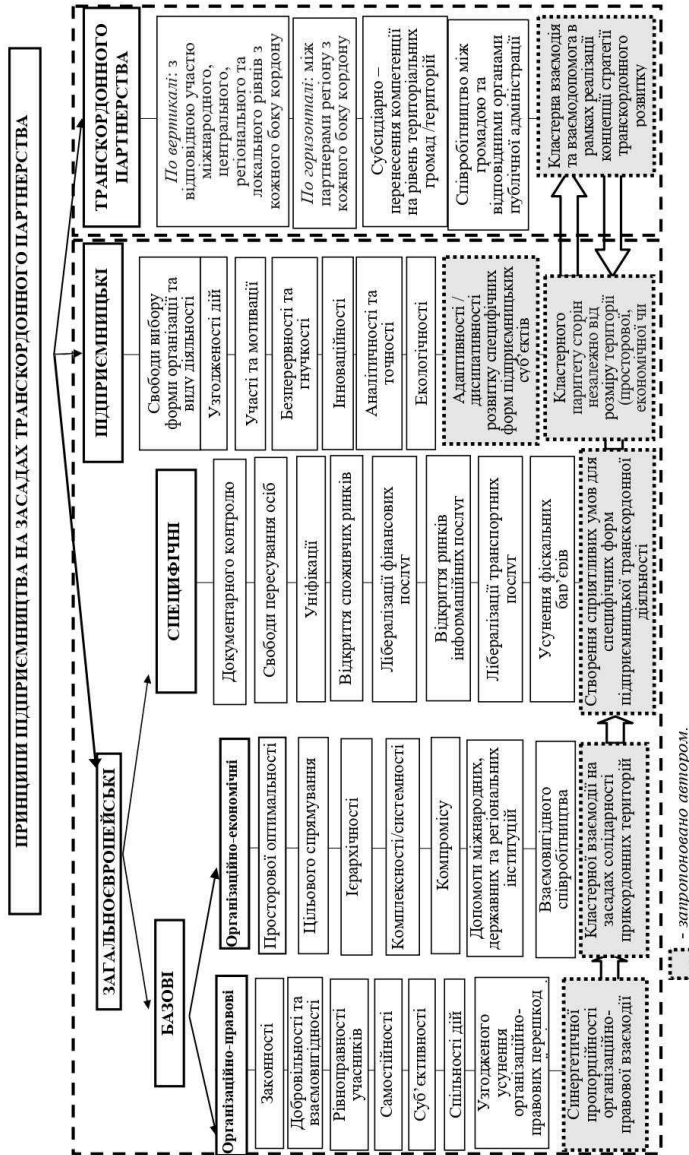 ПРИНЦИПИ ПІДПРИЄМНИЦТВА НА ЗАСАДАХ ТРАНСКОРДОННОГО ПАРТНЕРСТВА
ЗАГАЛЬНОЄВРОПЕЙСЬКІ
БАЗОВІ
Організаційно-правові
Законності
Добровільності та
взаємовигідності
Рівноправності
учасників
Самостійності
Суб’єктивності
Спільності дій
Узгодженого
усунення
організаційно-
правових перешкод
Синергетичної
пропорційності
організаційно-
правової взаємодії
Організаційно-економічні
Просторової оптимальності
Цільового спрямування
Ієрархічності
Комплексності/системності
Компромісу
Допомоги міжнародних,
державних та регіональних
інституцій
Взаємовигідного
співробітництва
Кластерної взаємодії на
засадах солідарності
прикордонних територій
СПЕЦИФІЧНІ
Документарного контролю
Свободи пересування осіб
Уніфікації
Відкриття споживчих ринків
Лібералізації фінансових
послуг
Відкриття ринків
інформаційних послуг
Лібералізації транспортних
послуг
Усунення фіскальних
бар’єрів
Створення сприятливих умов для
специфічних форм
підприємницької транскордонної
діяльності
ПІДПРИЄМНИЦЬКІ
Свободи вибору
форми організації та
виду діяльності
Узгодженості дій
Участі та мотивації
Безперервності та
гнучкості
Інноваційності
Аналітичності та
точності
Екологічності
Адаптивності /
дисипативності
розвитку специфічних
форм підприємницьких
суб’єктів
Кластерного
паритету сторін
незалежно від
розміру території
(просторової,
економічної чи
ТРАНСКОРДОННОГО
ПАРТНЕРСТВА
По вертикалі: з
відповідною участю
міжнародного,
центрального,
регіонального та
локального рівнів з
кожного боку кордону
По горизонталі: між
партнерами регіону з
кожного боку кордону
Субсидіарно –
перенесення компетенції
на рівень територіальних
громад /територій
Співробітництво між
громадою та
відповідними органами
публічної адміністрації
Кластерна взаємодія
та взаємодопомога в
рамках реалізації
концепції стратегії
транскордонного
розвитку
- запропоновано автором.